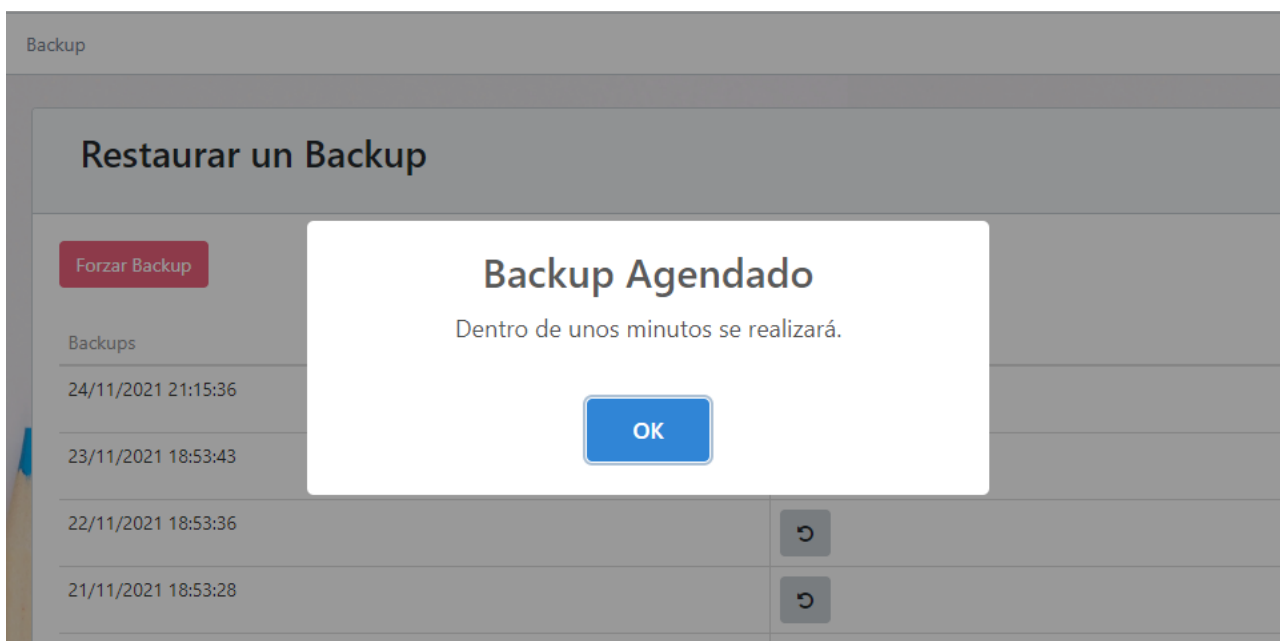 Backup
Restaurar un Backup
Forzar Backup
Backup Agendado
Dentro de unos minutos se realizará.
OK
Backups
24/11/2021 21:15:36
23/11/2021 18:53:43
22/11/2021 18:53:36
21/11/2021 18:53:28